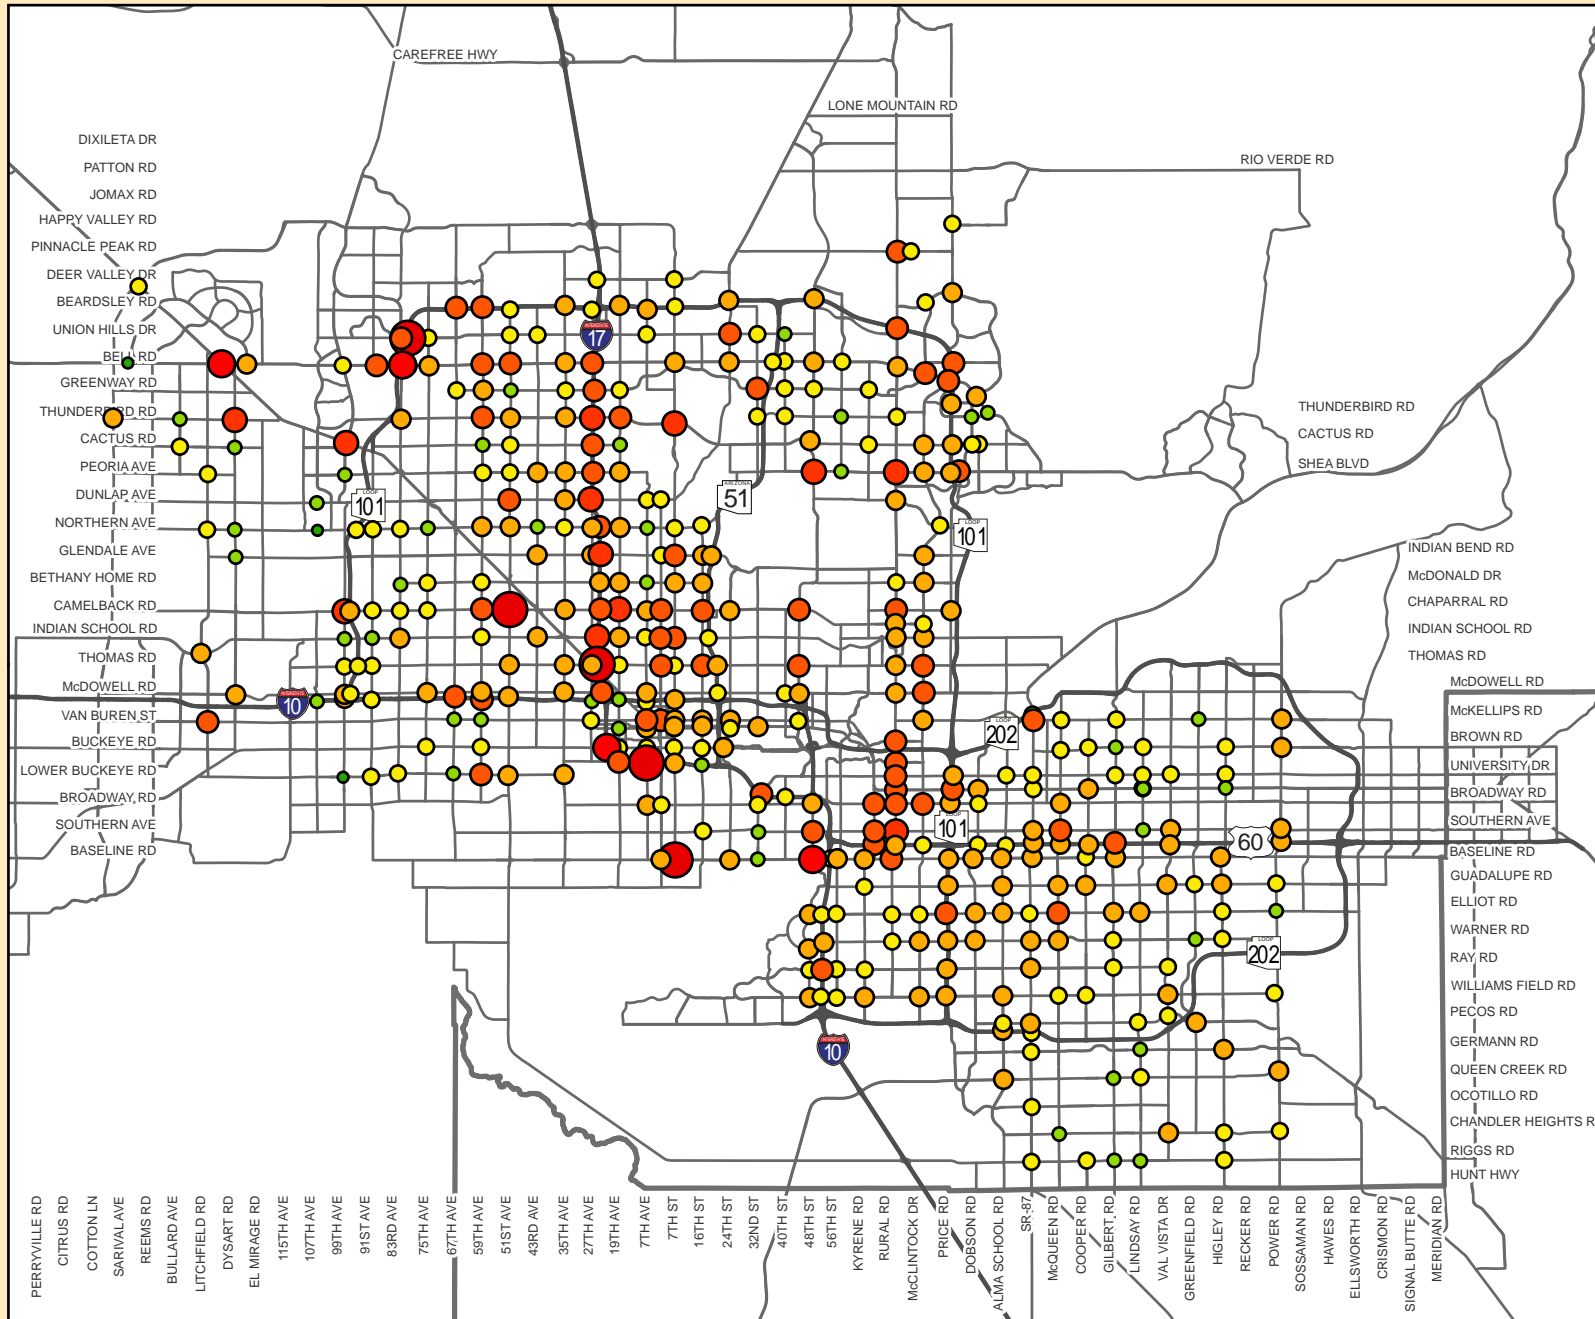 CAREFREE HWY
LONE MOUNTAIN RD
RIO VERDE RD
DIXILETA DR
PATTON RD
JOMAX RD
HAPPY VALLEY RD
PINNACLE PEAK RD
DEER VALLEY DR
BEARDSLEY RD
UNION HILLS DR
BELL RD
GREENWAY RD
THUNDERBIRD RD
CACTUS RD
PEORIA AVE
DUNLAP AVE
NORTHERN AVE
GLENDALE AVE
BETHANY HOME RD
CAMELBACK RD
INDIAN SCHOOL RD
THOMAS RD
McDOWELL RD
VAN BUREN ST
BUCKEYE RD
LOWER BUCKEYE RD
BROADWAY RD
SOUTHERN AVE
BASELINE RD
INTERSTATE
17
LOOP
101
ARIZONA
51
LOOP
101
INTERSTATE
10
LOOP
202
LOOP
101
60
LOOP
202
INTERSTATE
10
THUNDERBIRD RD
CACTUS RD
SHEA BLVD
INDIAN BEND RD
McDONALD DR
CHAPARRAL RD
INDIAN SCHOOL RD
THOMAS RD
McDOWELL RD
McKELLIPS RD
BROWN RD
UNIVERSITY DR
BROADWAY RD
SOUTHERN AVE
BASELINE RD
GUADALUPE RD
ELLIOT RD
WARNER RD
RAY RD
WILLIAMS FIELD RD
PECOS RD
GERMANN RD
QUEEN CREEK RD
OCOTILLO RD
CHANDLER HEIGHTS R
RIGGS RD
HUNT HWY
PERRYVILLE RD
CITRUS RD
COTTON LN
SARIVAL AVE
REEMS RD
BULLARD AVE
LITCHFIELD RD
DYSART RD
EL MIRAGE RD
115TH AVE
107TH AVE
99TH AVE
91ST AVE
83RD AVE
75TH AVE
67TH AVE
59TH AVE
51ST AVE
43RD AVE
35TH AVE
27TH AVE
19TH AVE
7TH AVE
7TH ST
16TH ST
24TH ST
32ND ST
40TH ST
48TH ST
56TH ST
KYRENE RD
RURAL RD
McCLINTOCK DR
PRICE RD
DOBSON RD
ALMA SCHOOL RD
SR-87
McQUEEN RD
COOPER RD
GILBERT RD
LINDSAY RD
VAL VISTA DR
GREENFIELD RD
HIGLEY RD
RECKER RD
POWER RD
SOSSAMAN RD
HAWES RD
ELLSWORTH RD
CRISMON RD
SIGNAL BUTTE RD
MERIDIAN RD